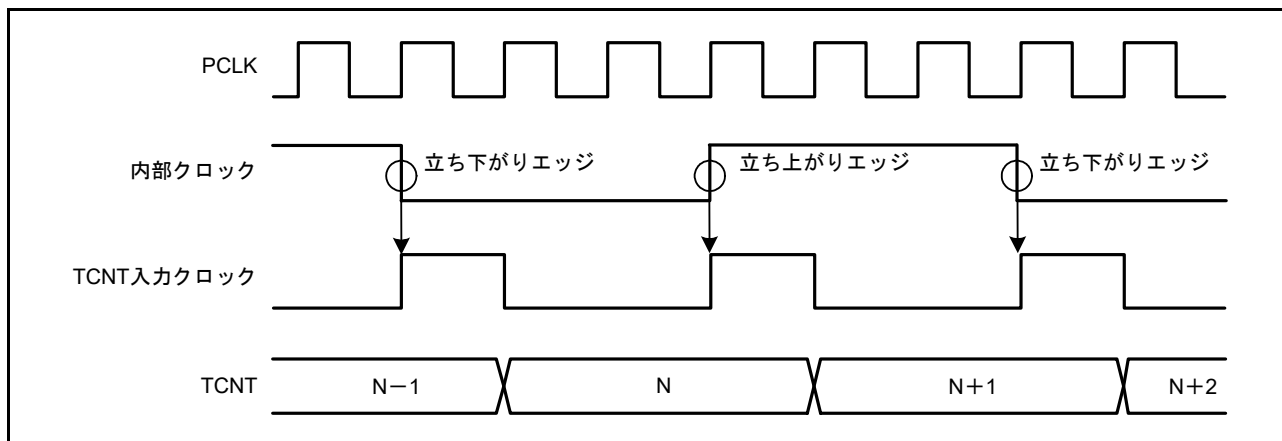 PCLK
内部クロック
立ち下がりエッジ
立ち上がりエッジ
立ち下がりエッジ
TCNT入力クロック
TCNT
N－1
N
N＋1
N＋2